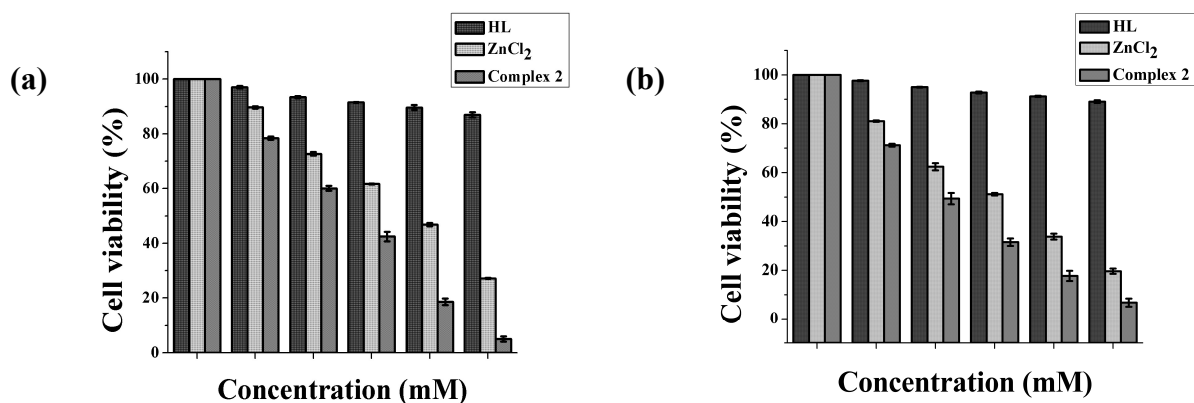 (a)
HL
ZnCl2
Complex 2
Cell viability (%)
100
80
60
40
20
0
Concentration (mM)
(b)
HL
ZnCl2
Complex 2
Cell viability (%)
100
80
60
40
20
0
Concentration (mM)